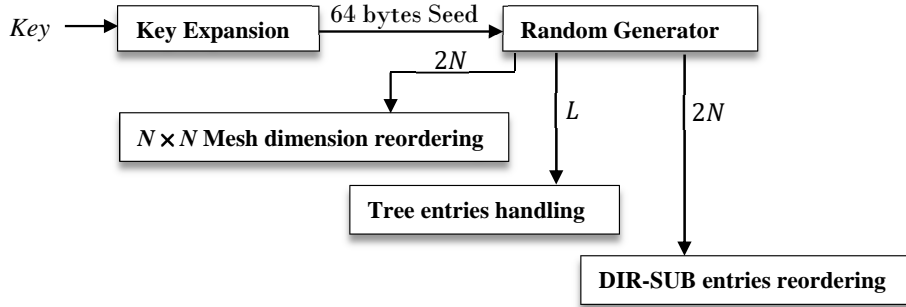 Key
Key Expansion
64 bytes Seed
Random Generator
2N
N × N Mesh dimension reordering
L
2N
Tree entries handling
DIR-SUB entries reordering